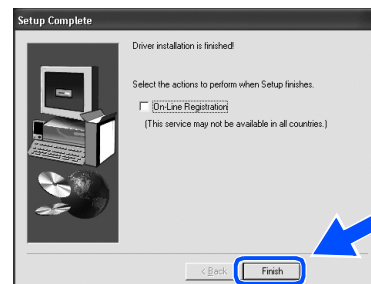 Setup Complete
Driver installation is finished!
Select the actions to perform when Setup finishes.
On-Line Registration
(This service may not be available in all countries.)
< Back
Finish